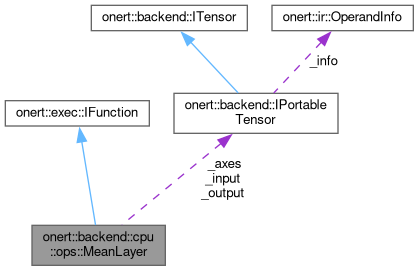 onert::backend::ITensor
onert::ir::OperandInfo
_info
onert::exec::IFunction
onert::backend::IPortable
Tensor
_axes
_input
_output
onert::backend::cpu
::ops::MeanLayer